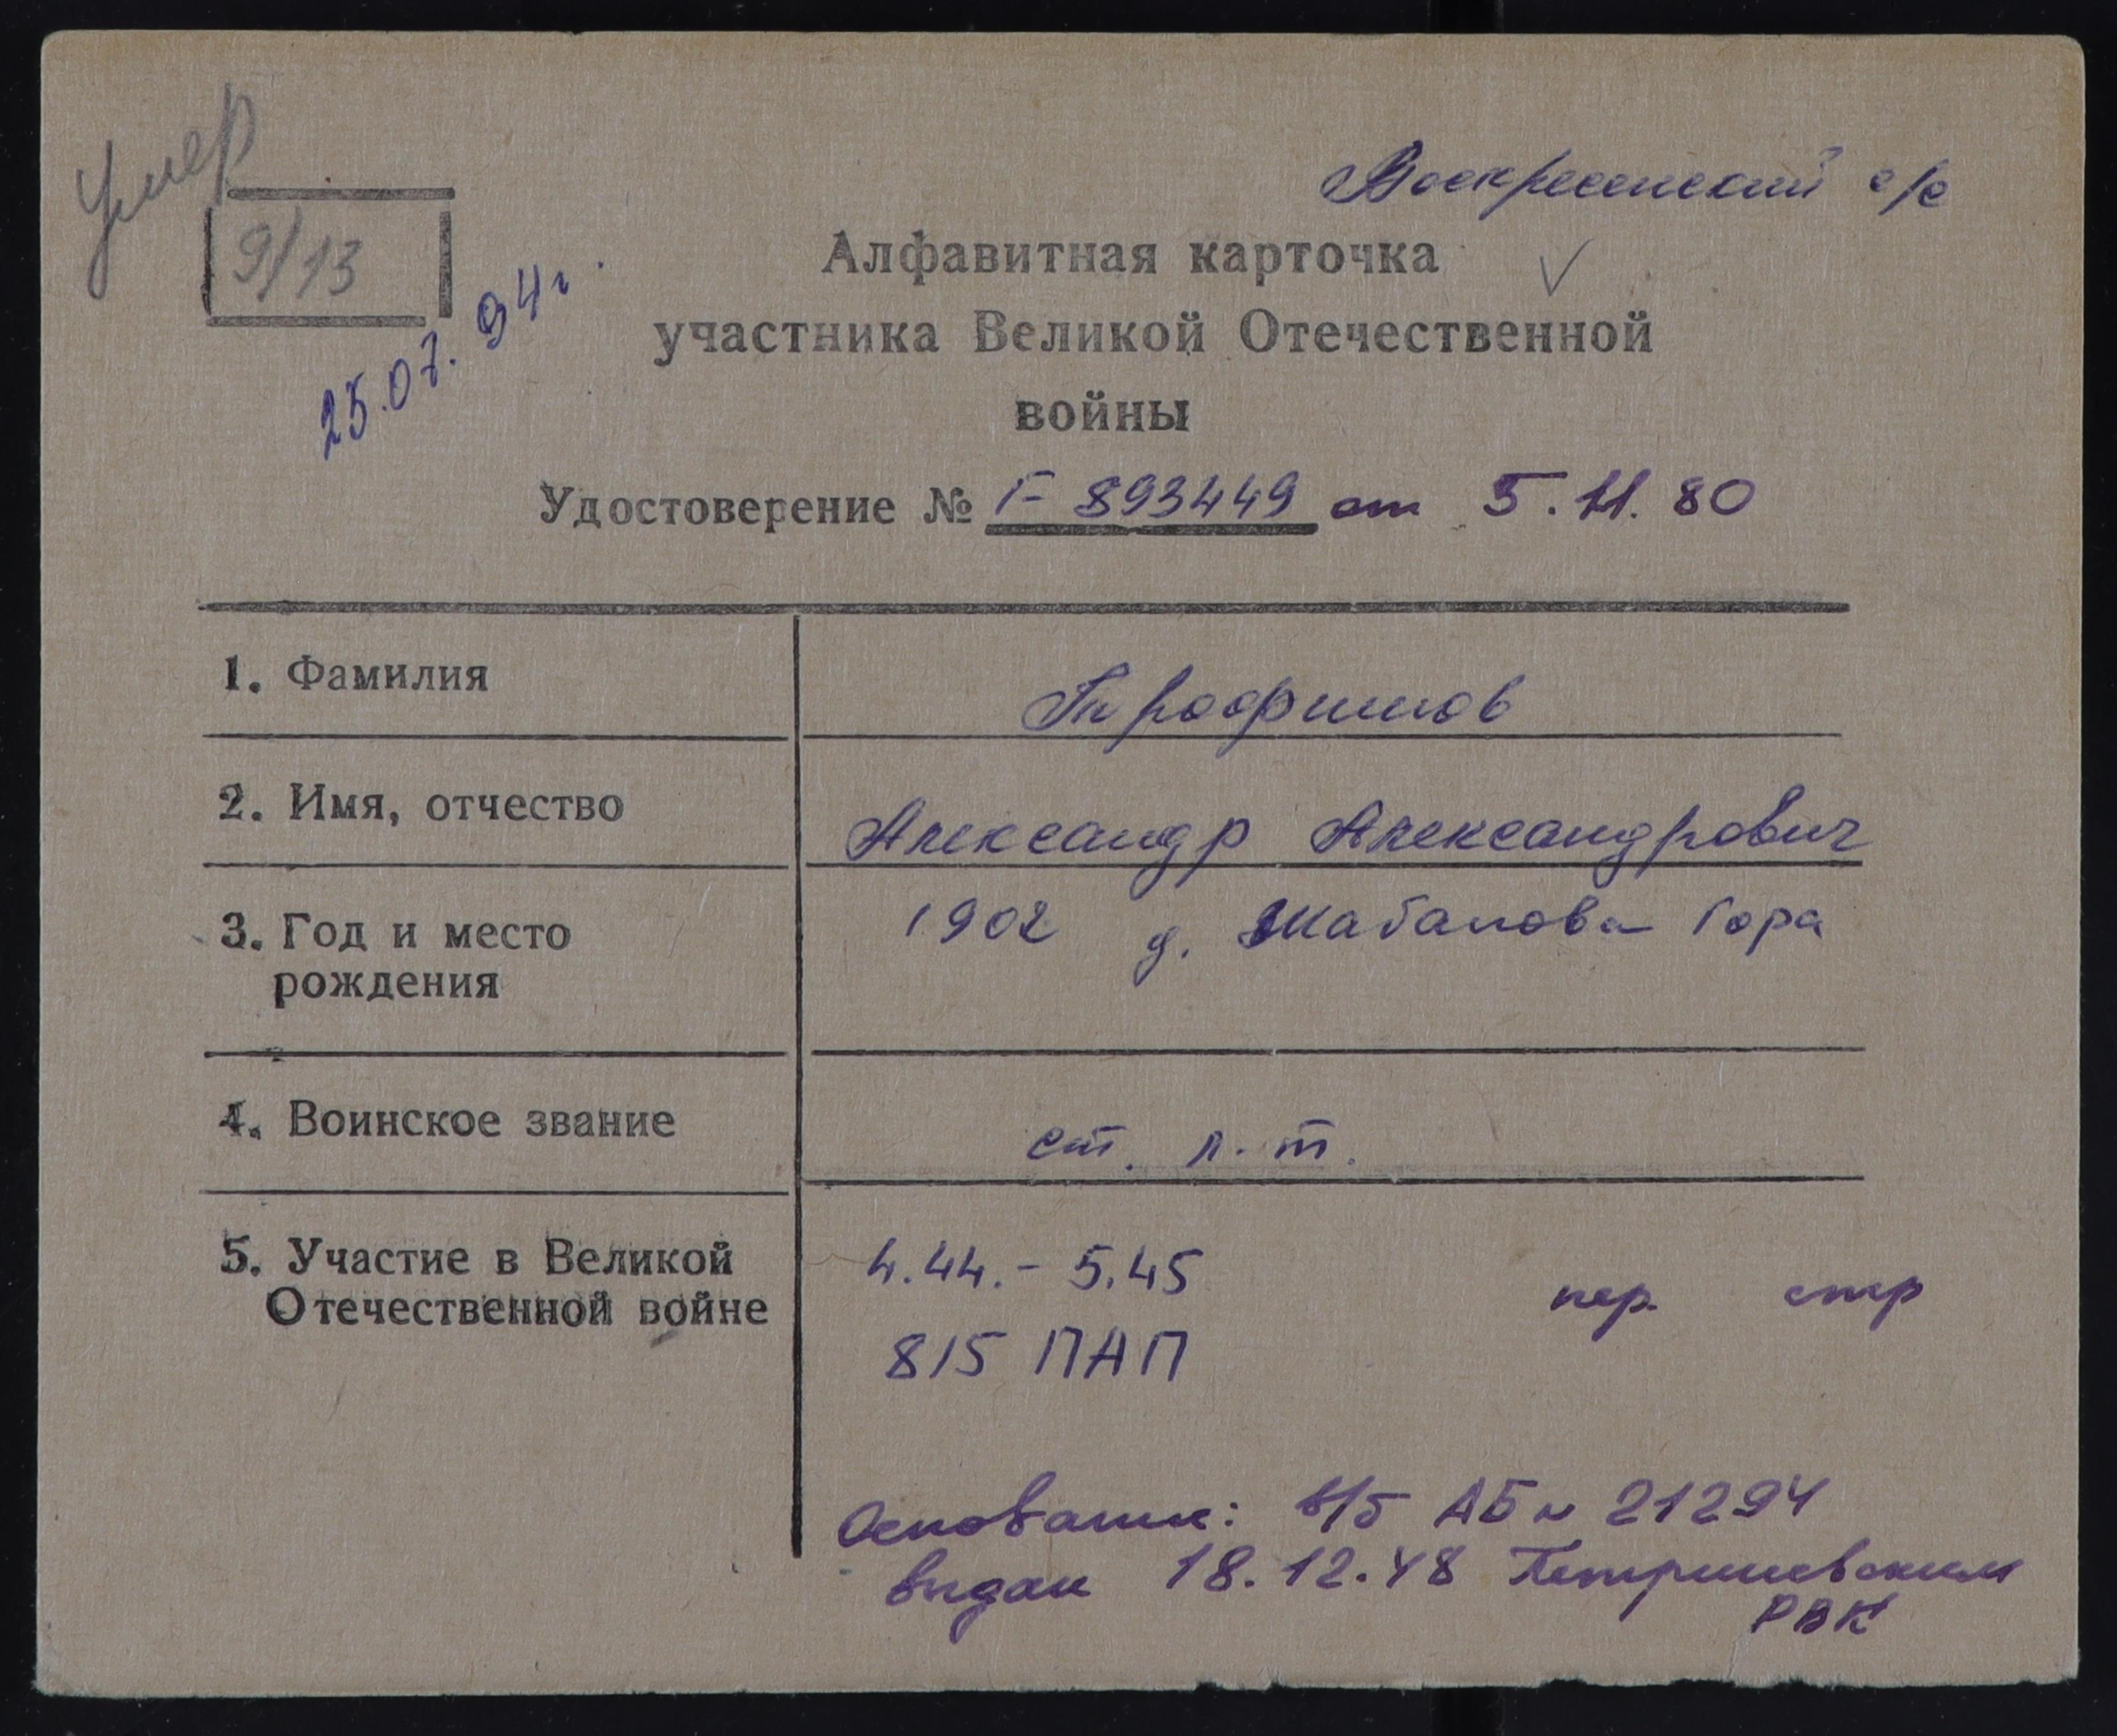 Умер
Воскресенский с/с
9/13
25.07.94г.
Алфавитная карточка
участника Великой Отечественной
войны
Удостоверение № Г-893449 от 5.11.80
1. Фамилия Трофимов
2. Имя, отчество Александр Александрович
3. Год и место 1902 д. Шабанова Гора
рождения
4. Воинское звание ст. л-т.
5. Участие в Великой 4.44. - 5.45
Отечественной войне пер. стр
815 ПАП
Основание: в/б АБ № 21294
выдан 18.12.48 Петриневским
РВК